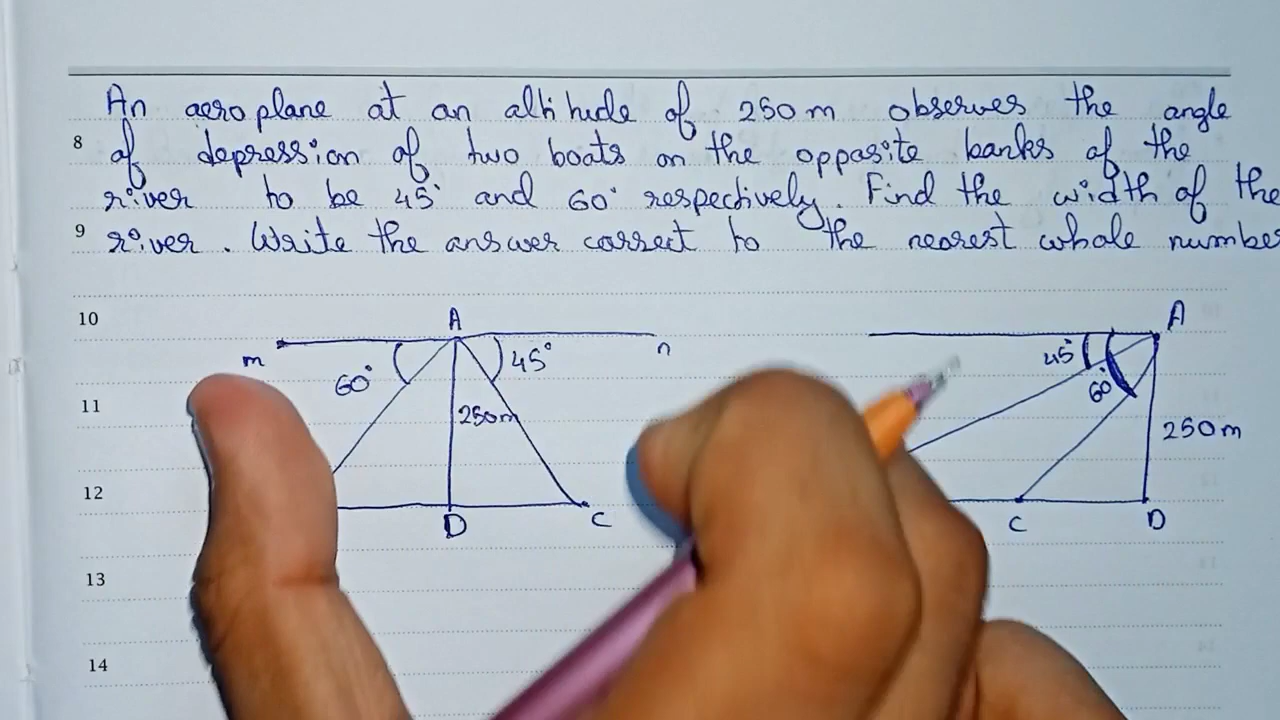 An aeroplane at an altitude of 250 m observes the angle
8 of depression of two boats on the opposite banks of the
river to be 45° and 60° respectively. Find the width of the
9 river. Write the answer correct to the nearest whole number
10 A A
m n
60° 45° 45° 60°
11 250m 250m
12 D C C D
13
14